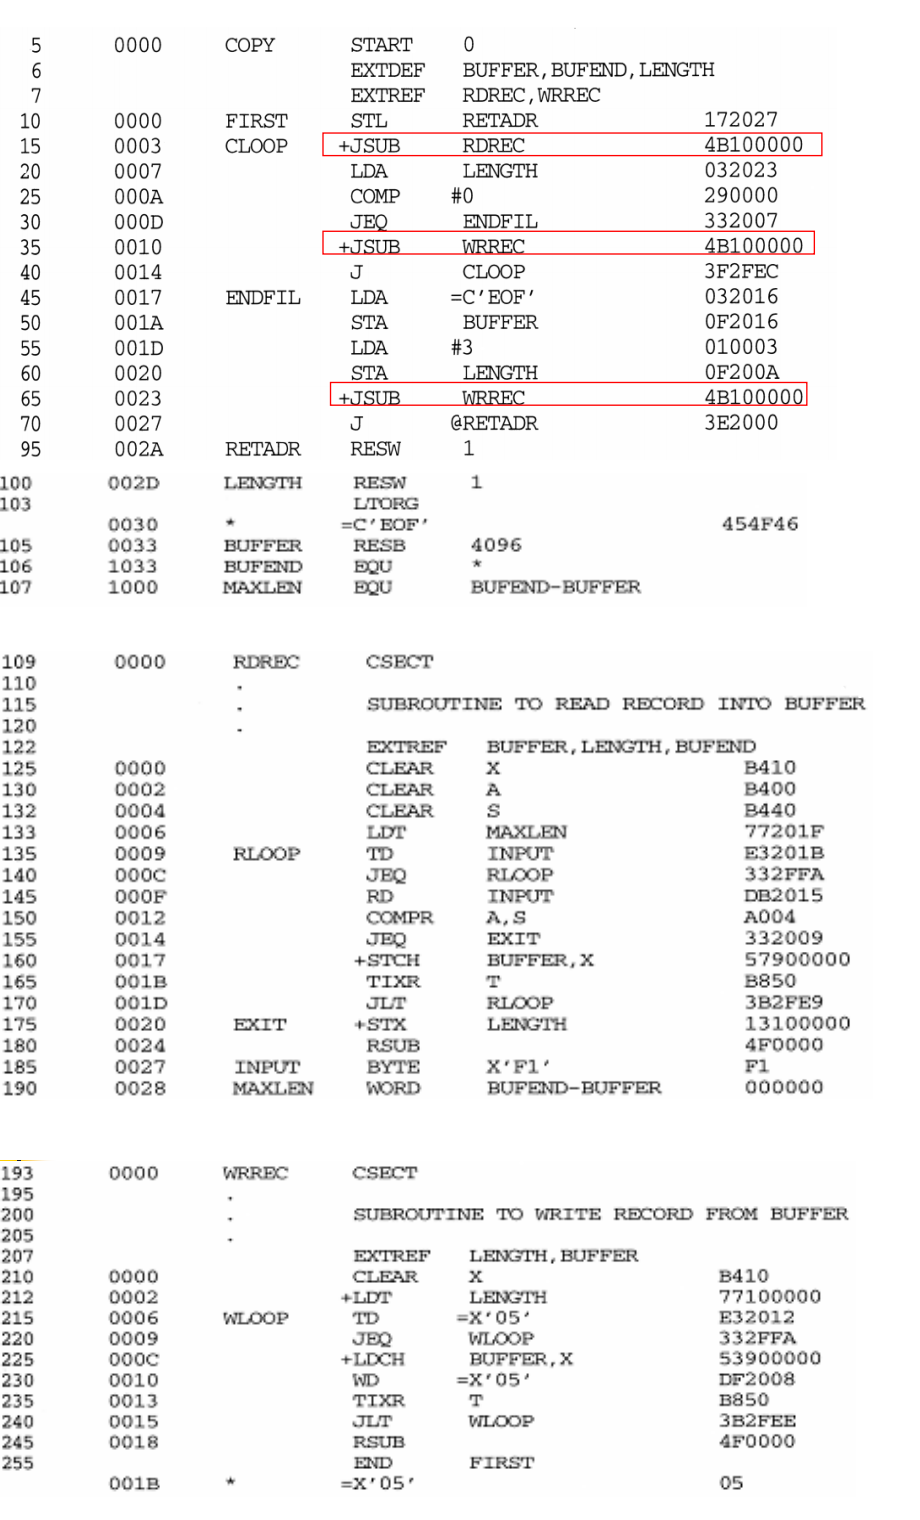 5 0000 COPY START 0
6 EXTDEF BUFFER,BUFEND,LENGTH
7 EXTREF RDREC,WRREC
10 0000 FIRST STL RETADR 172027
15 0003 CLOOP +JSUB RDREC 4B100000
20 0007 LDA LENGTH 032023
25 000A COMP #0 290000
30 000D JEQ ENDFIL 332007
35 0010 +JSUB WRREC 4B100000
40 0014 J CLOOP 3F2FEC
45 0017 ENDFIL LDA =C'EOF' 032016
50 001A STA BUFFER 0F2016
55 001D LDA #3 010003
60 0020 STA LENGTH 0F200A
65 0023 +JSUB WRREC 4B100000
70 0027 J @RETADR 3E2000
95 002A RETADR RESW 1
100 002D LENGTH RESW 1
103 LTORG
0030 * =C'EOF' 454F46
105 0033 BUFFER RESB 4096
106 1033 BUFEND EQU *
107 1000 MAXLEN EQU BUFEND-BUFFER
109 0000 RDREC CSECT
110 .
115 . SUBROUTINE TO READ RECORD INTO BUFFER
120 .
122 EXTREF BUFFER,LENGTH,BUFEND
125 0000 CLEAR X B410
130 0002 CLEAR A B400
132 0004 CLEAR S B440
133 0006 LDT MAXLEN 77201F
135 0009 RLOOP TD INPUT E3201B
140 000C JEQ RLOOP 332FFA
145 000F RD INPUT DB2015
150 0012 COMPR A,S A004
155 0014 JEQ EXIT 332009
160 0017 +STCH BUFFER,X 57900000
165 001B TIXR T B850
170 001D JLT RLOOP 3B2FE9
175 0020 EXIT +STX LENGTH 13100000
180 0024 RSUB 4F0000
185 0027 INPUT BYTE X'F1' F1
190 0028 MAXLEN WORD BUFEND-BUFFER 000000
193 0000 WRREC CSECT
195 .
200 . SUBROUTINE TO WRITE RECORD FROM BUFFER
205 .
207 EXTREF LENGTH,BUFFER
210 0000 CLEAR X B410
212 0002 +LDT LENGTH 77100000
215 0006 WLOOP TD =X'05' E32012
220 0009 JEQ WLOOP 332FFA
225 000C +LDCH BUFFER,X 53900000
230 0010 WD =X'05' DF2008
235 0013 TIXR T B850
240 0015 JLT WLOOP 3B2FEE
245 0018 RSUB 4F0000
255 END FIRST
001B * =X'05' 05